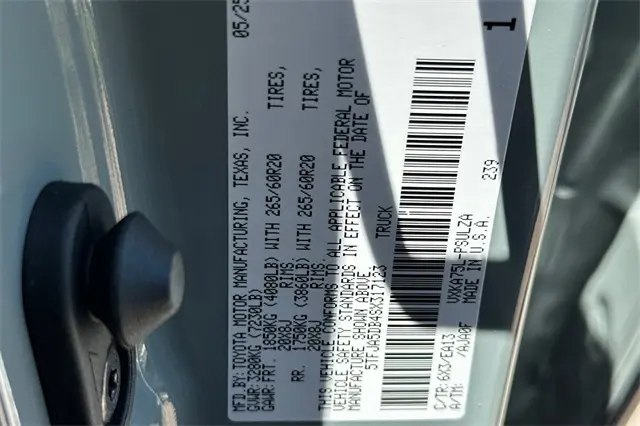 MFD.BY: TOYOTA MOTOR MANUFACTURING, TEXAS, INC. 05/25
GVWR: 3280KG (7230LB)
GAWR: FRT. 1850KG (4080LB) WITH 265/60R20 TIRES,
20X8J RIMS,
RR. 1750KG (3860LB) WITH 265/60R20 TIRES,
20X8J RIMS,
THIS VEHICLE CONFORMS TO ALL APPLICABLE FEDERAL MOTOR
VEHICLE SAFETY STANDARDS IN EFFECT ON THE DATE OF
MANUFACTURE SHOWN ABOVE.
5TFJA5DB4SX317123 TRUCK
1
239
C/TR: 6X3/EA13 VXKA75L-PSULZA
A/TM: /AJA0F MADE IN U.S.A.